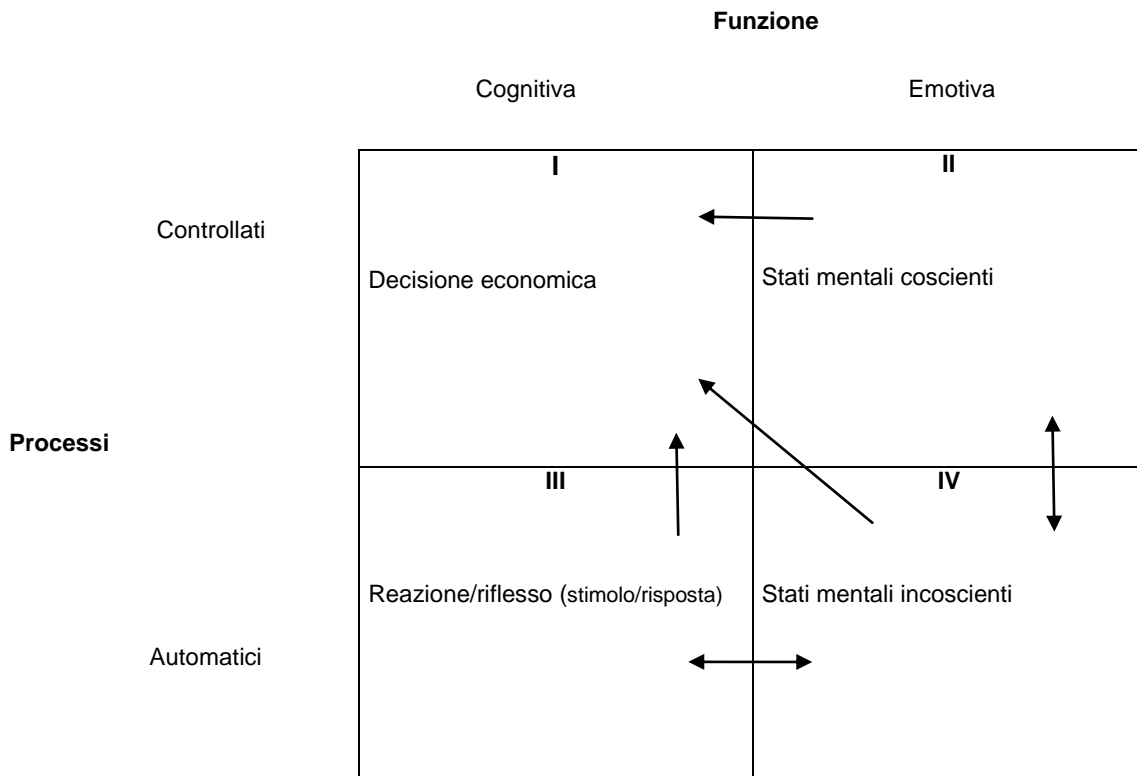 Funzione
Cognitiva Emotiva
I II
Controllati
Decisione economica Stati mentali coscienti
Processi
III IV
Reazione/riflesso (stimolo/risposta) Stati mentali incoscienti
Automatici